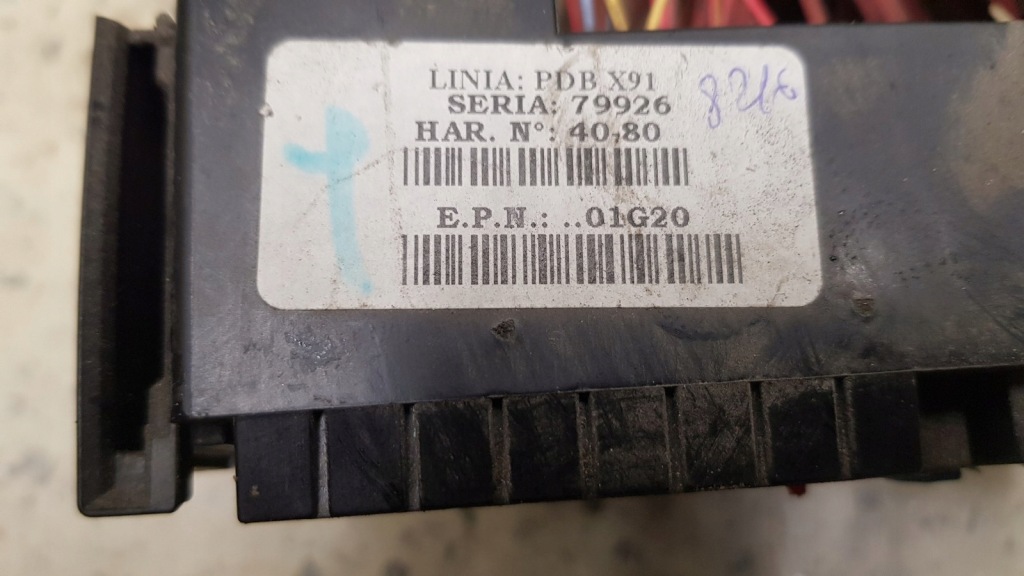 LINIA: PDB X91
SERIA: 79926
HAR. N°: 40-80
E.P.N.: ..01G20